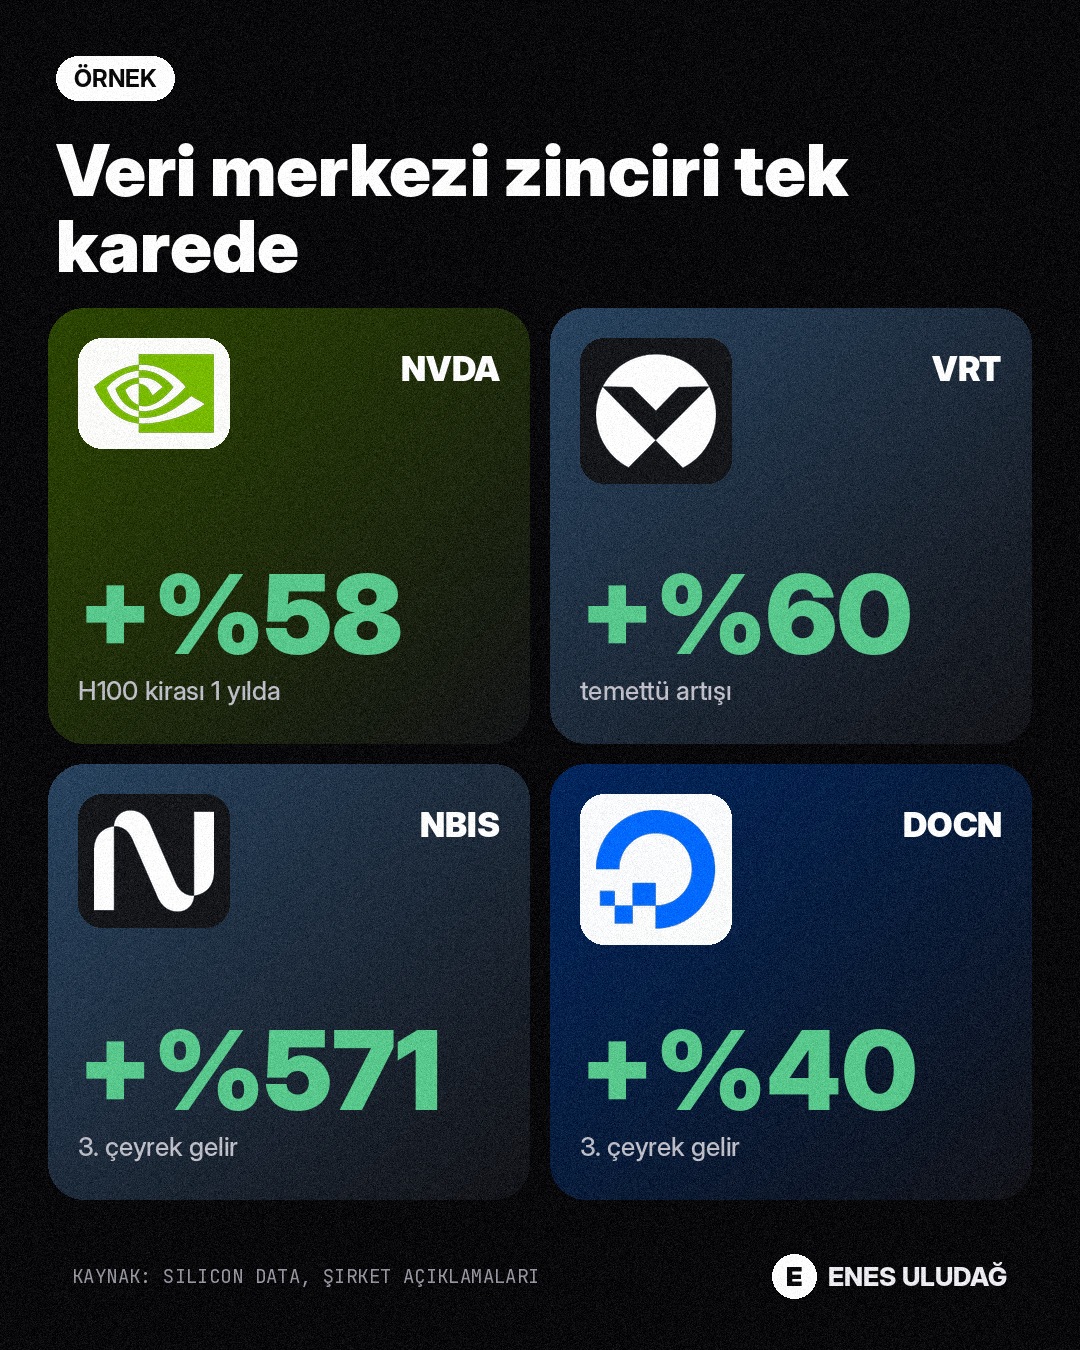 ÖRNEK
Veri merkezi zinciri tek
karede
NVDA
+%58
H100 kirası 1 yılda
VRT
+%60
temettü artışı
NBIS
+%571
3. çeyrek gelir
DOCN
+%40
3. çeyrek gelir
KAYNAK: SILICON DATA, ŞIRKET AÇIKLAMALARI
E ENES ULUDAĞ